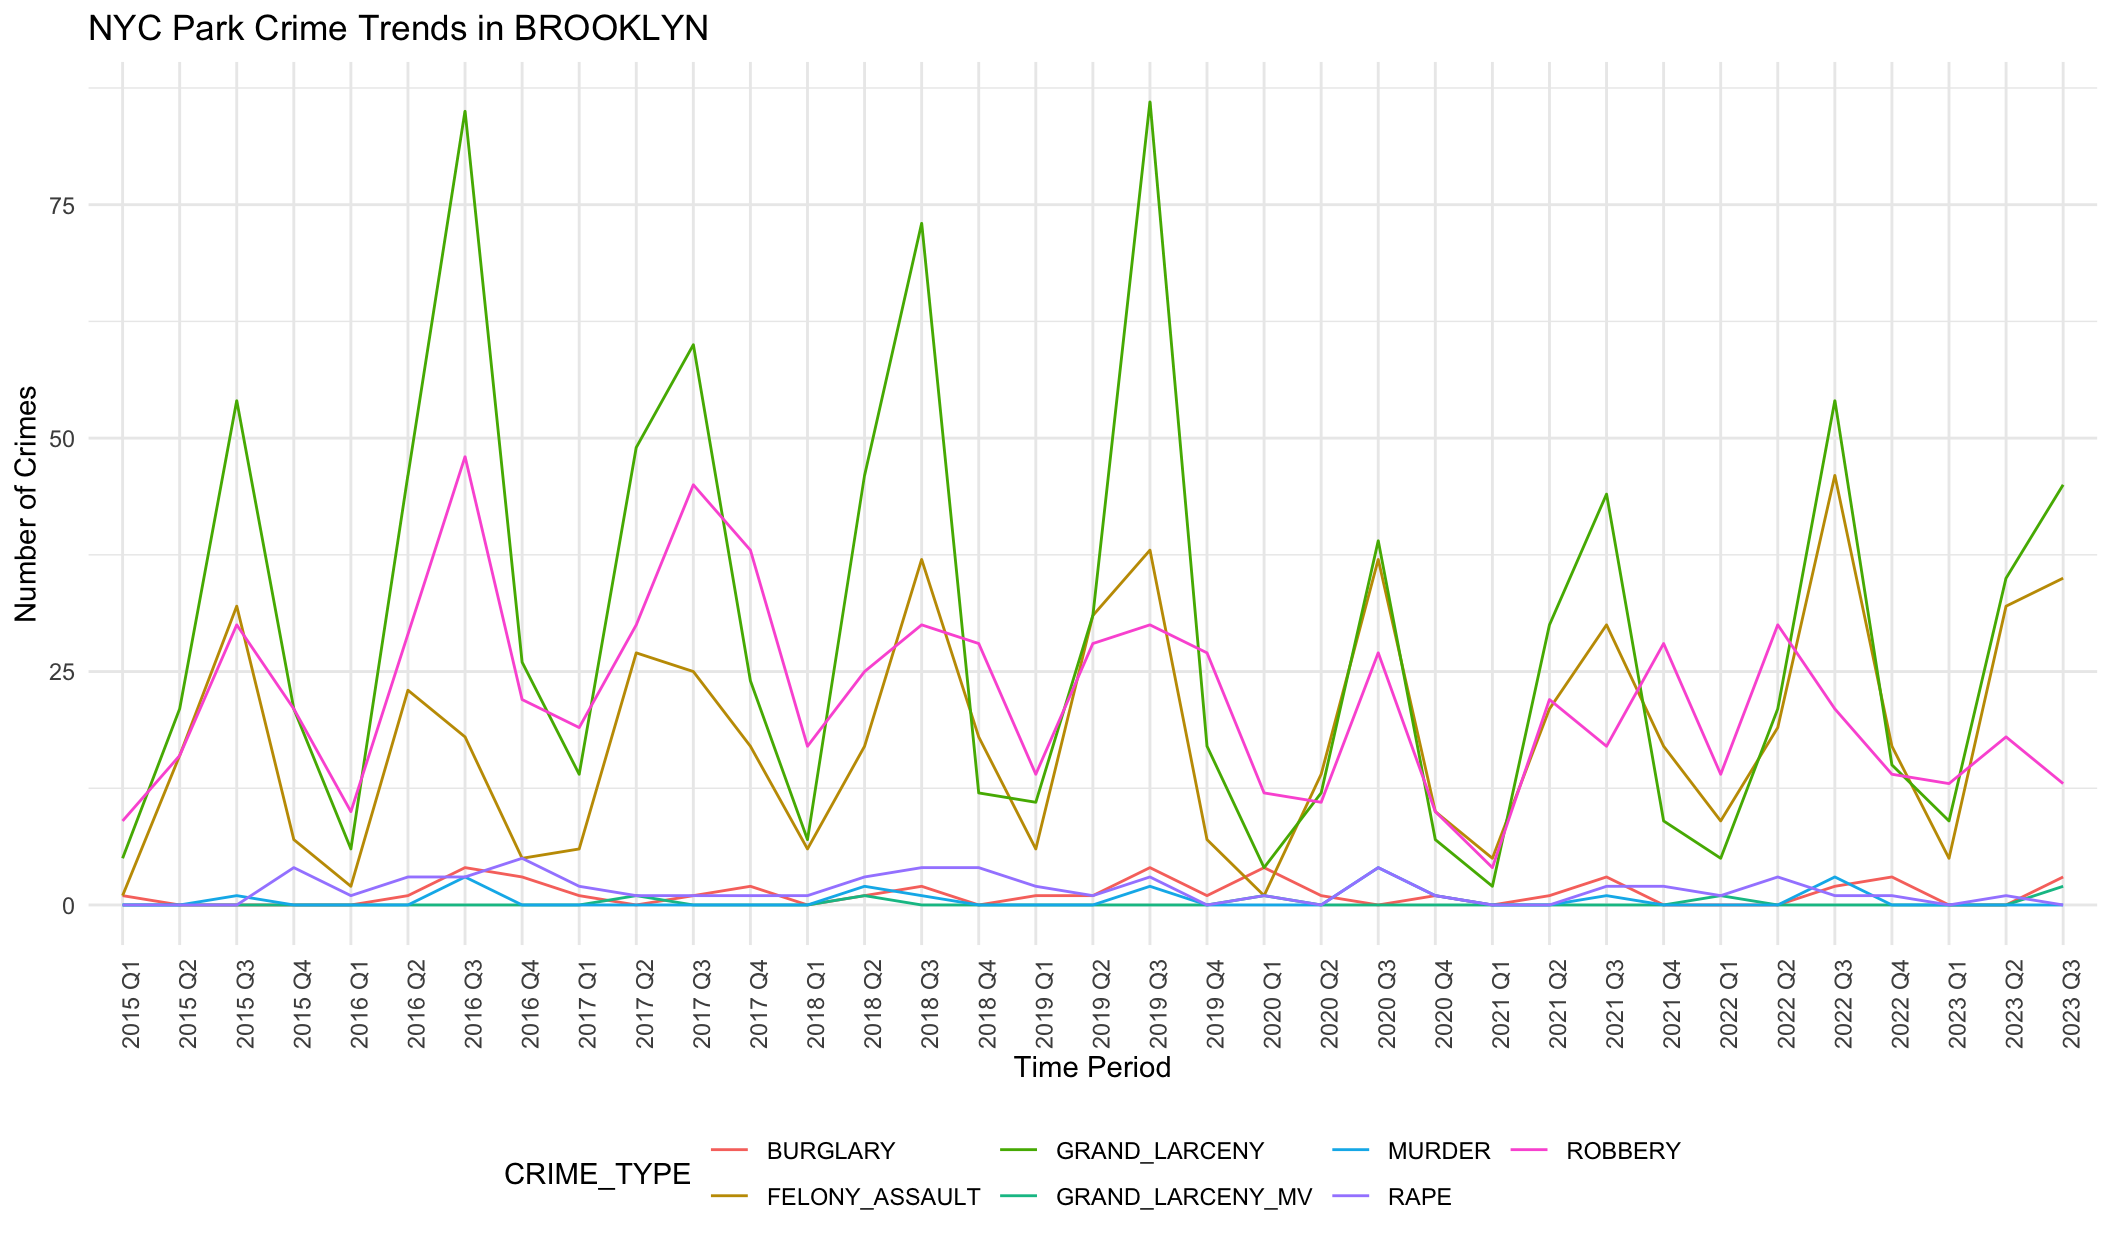 NYC Park Crime Trends in BROOKLYN
Number of Crimes
75
50
25
0
2015 Q1
2015 Q2
2015 Q3
2015 Q4
2016 Q1
2016 Q2
2016 Q3
2016 Q4
2017 Q1
2017 Q2
2017 Q3
2017 Q4
2018 Q1
2018 Q2
2018 Q3
2018 Q4
2019 Q1
2019 Q2
2019 Q3
2019 Q4
2020 Q1
2020 Q2
2020 Q3
2020 Q4
2021 Q1
2021 Q2
2021 Q3
2021 Q4
2022 Q1
2022 Q2
2022 Q3
2022 Q4
2023 Q1
2023 Q2
2023 Q3
Time Period
CRIME_TYPE
BURGLARY
FELONY_ASSAULT
GRAND_LARCENY
GRAND_LARCENY_MV
MURDER
RAPE
ROBBERY